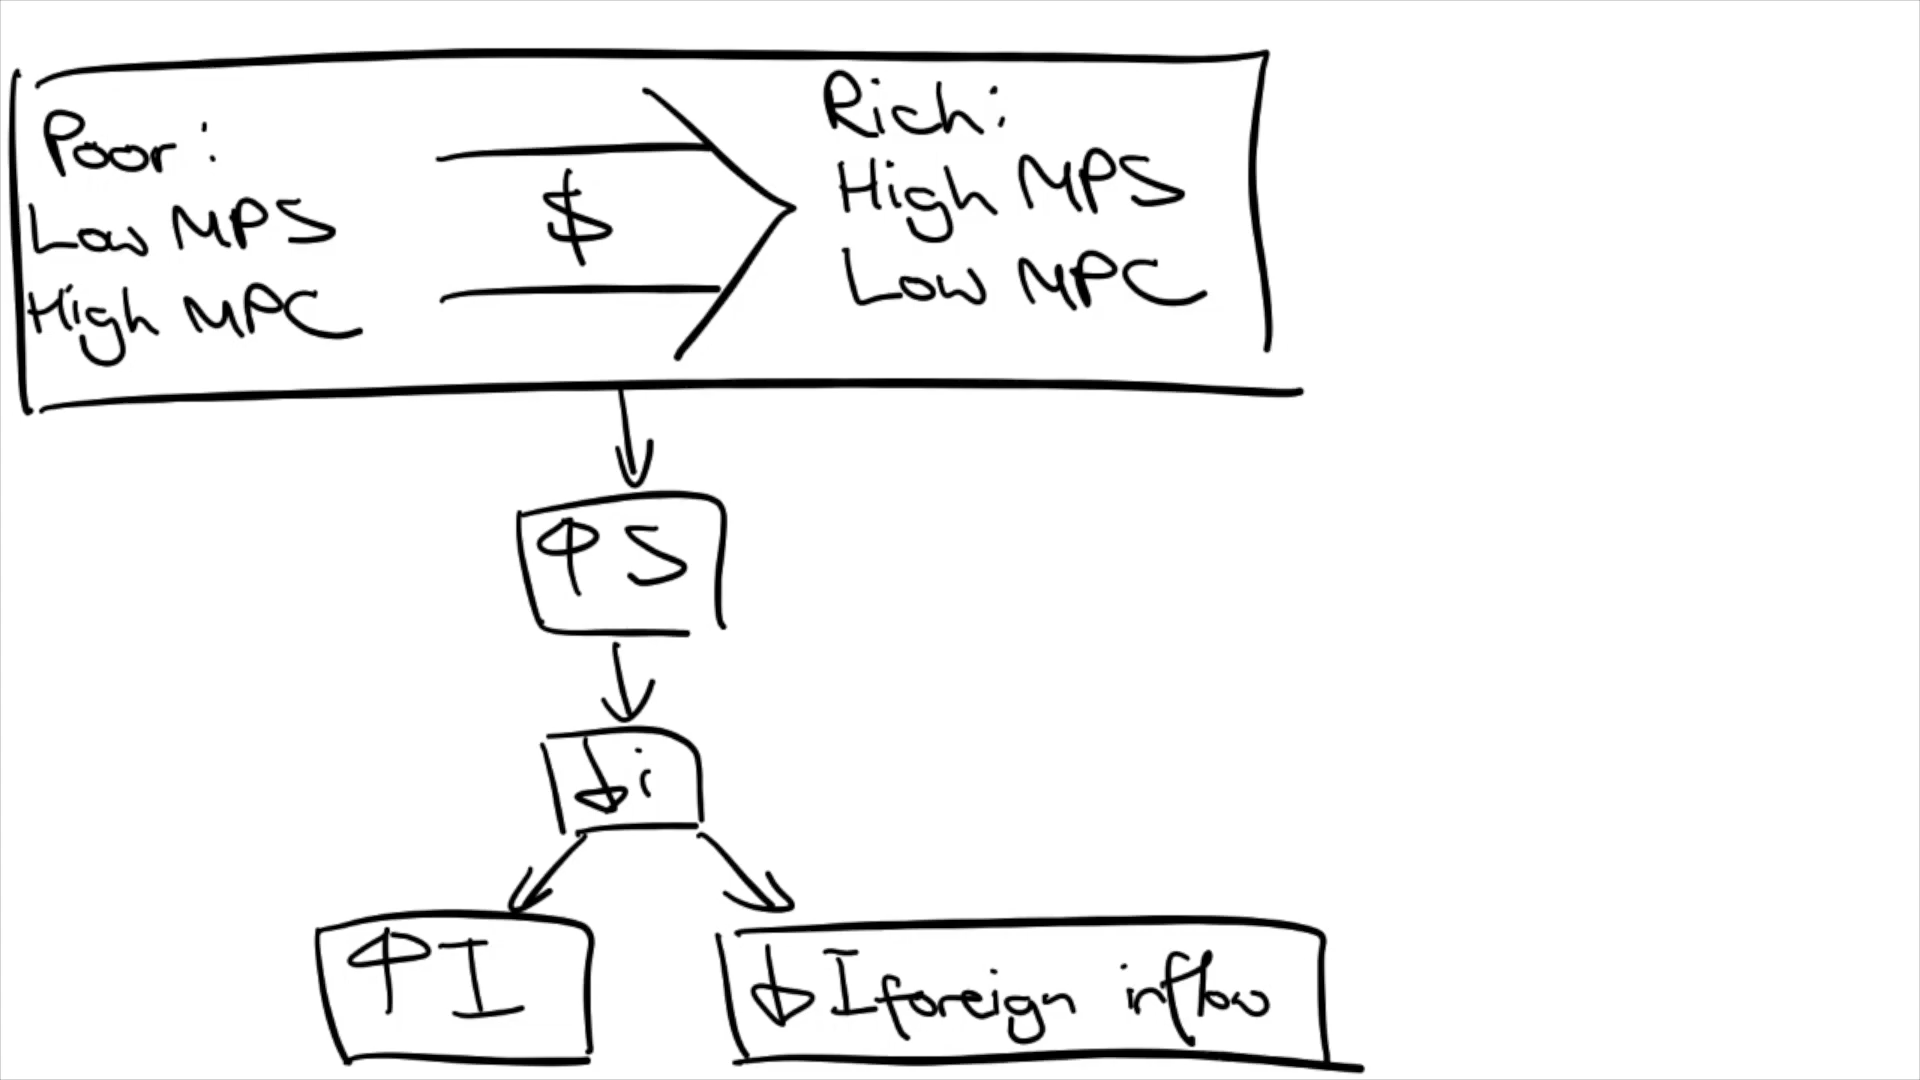 Poor:
Low MPS
High MPC
$
Rich:
High MPS
Low MPC
↑S
↓i
↑I
↓I foreign inflow